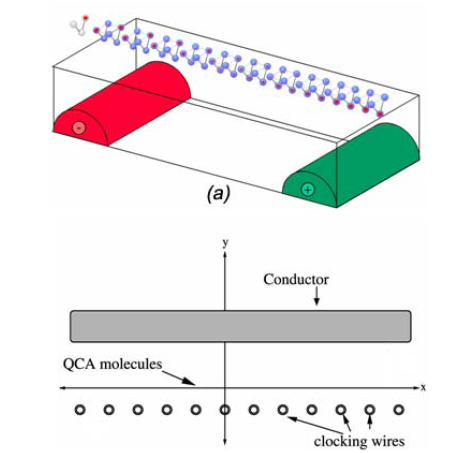 -
+
(a)
y
Conductor
QCA molecules
x
clocking wires